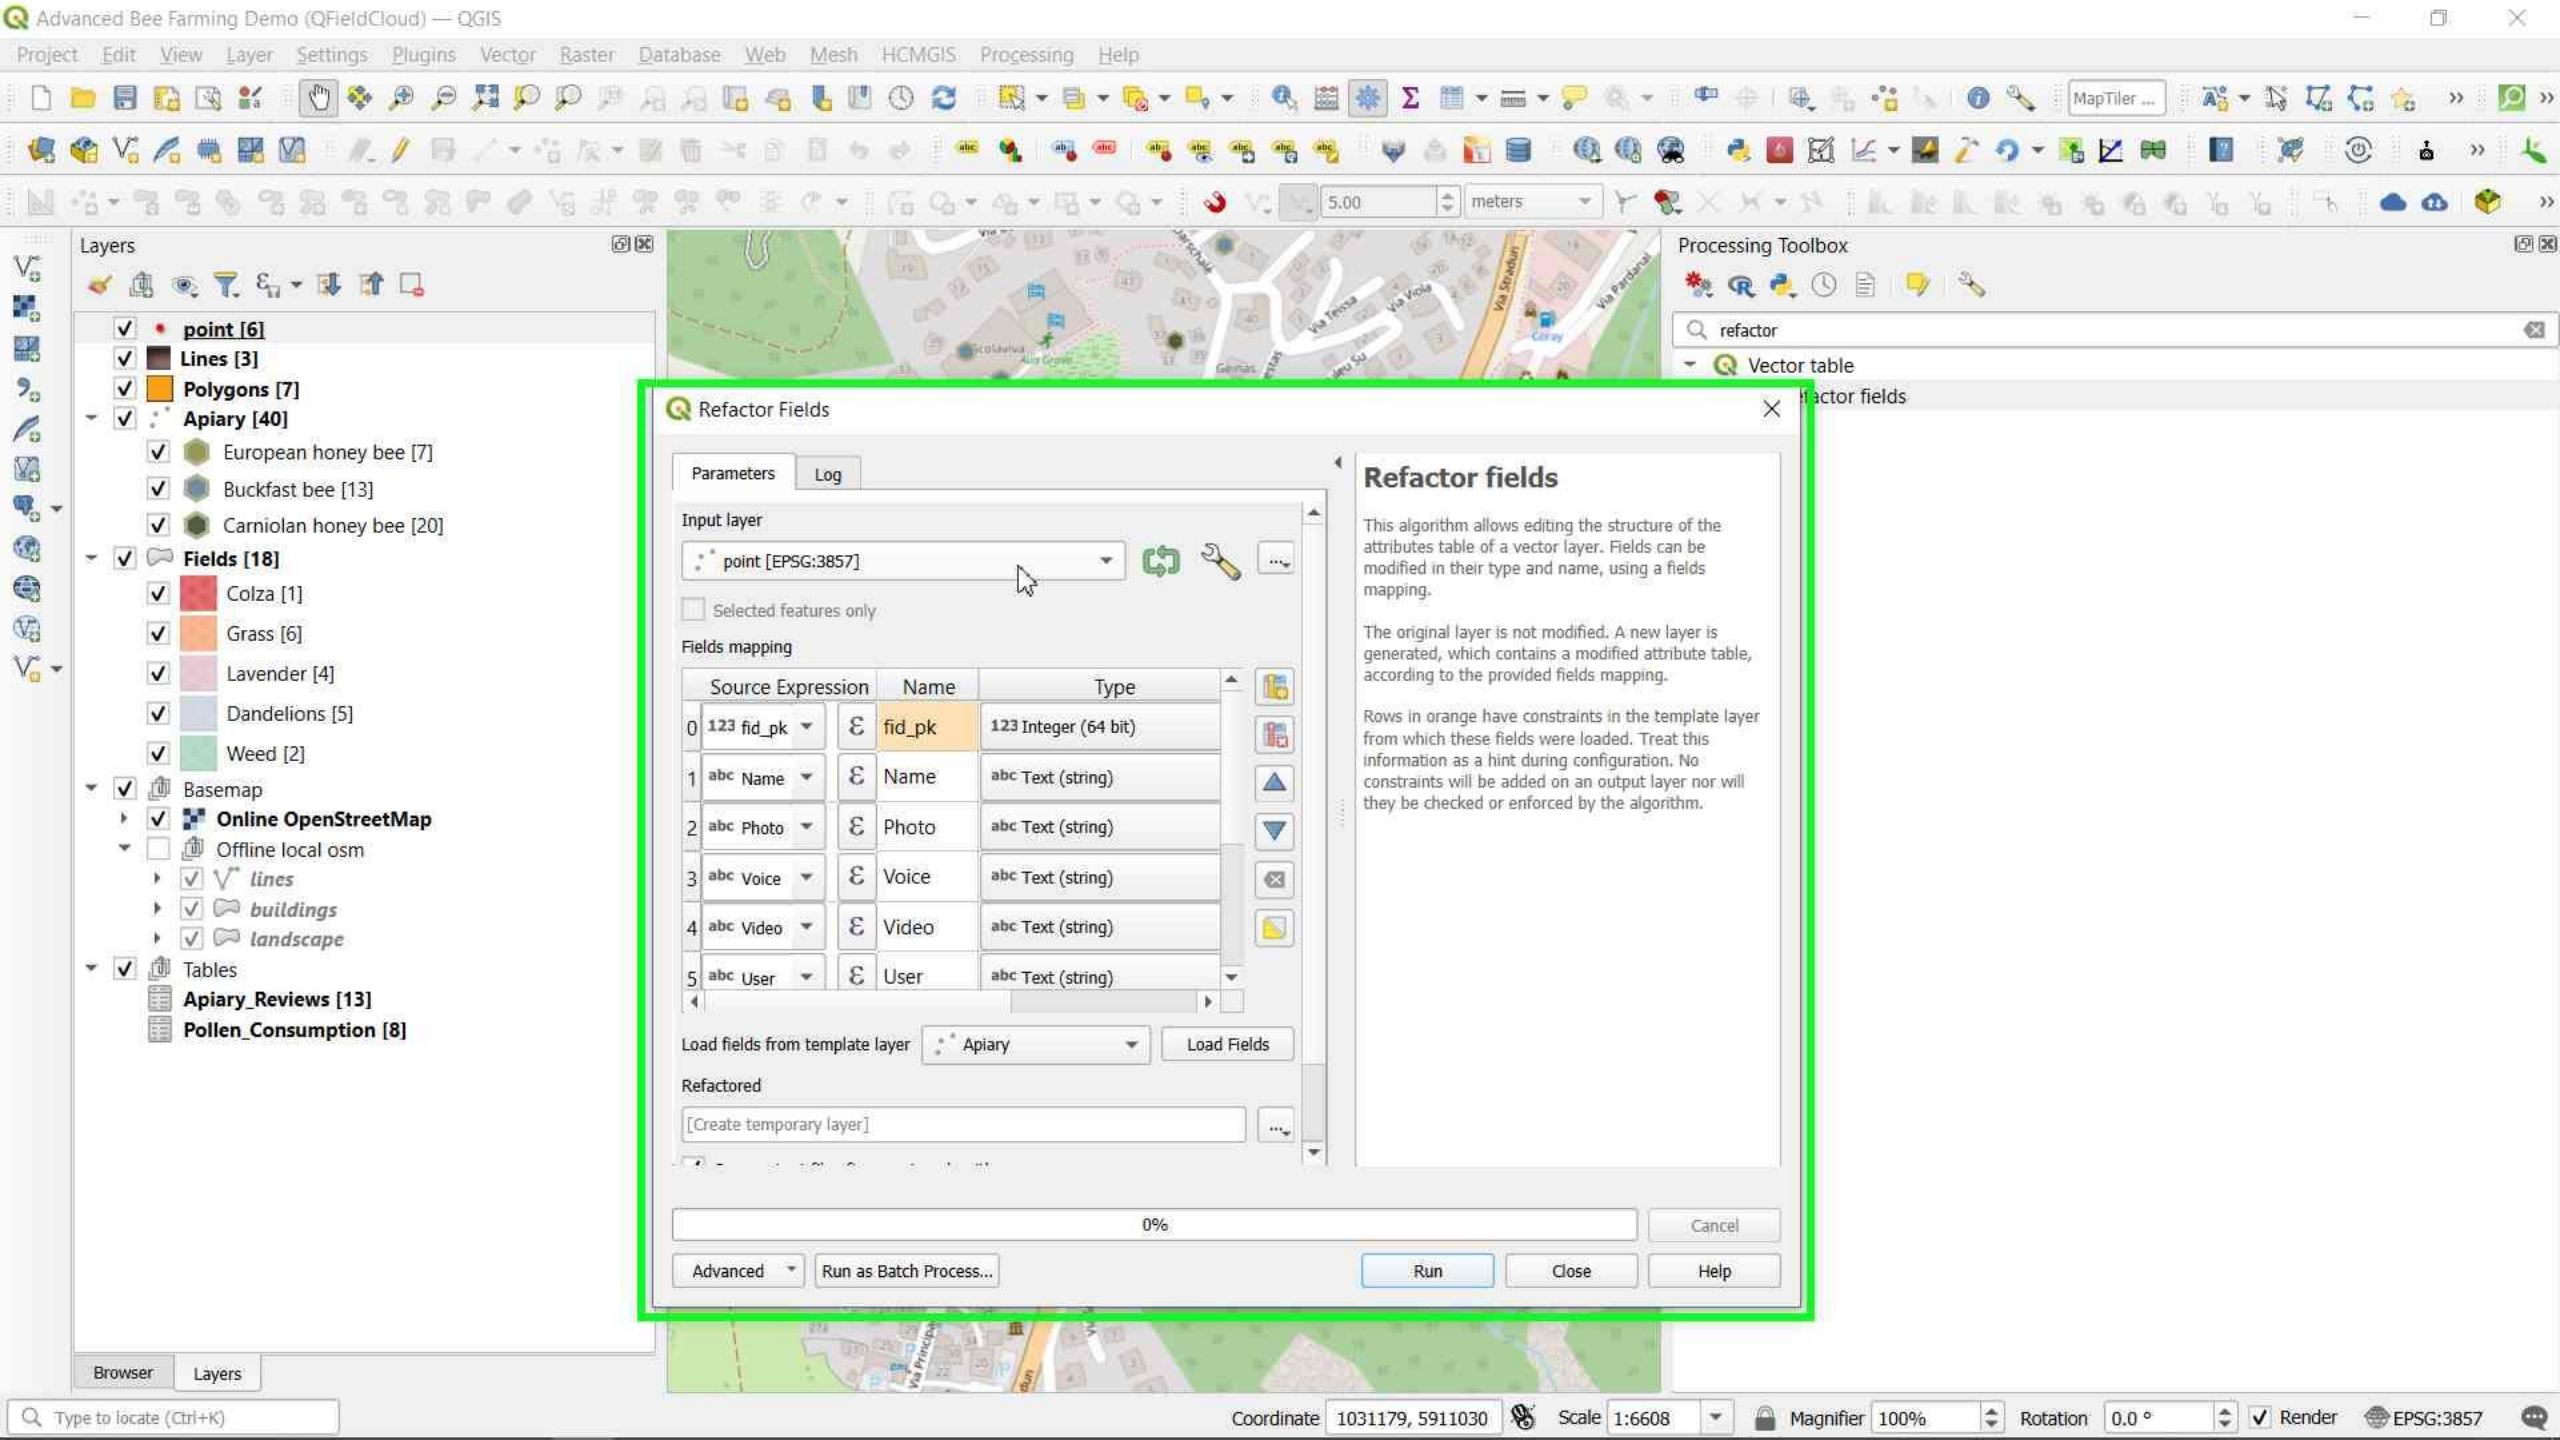 Advanced Bee Farming Demo (QFieldCloud) — QGIS
Project Edit View Layer Settings Plugins Vector Raster Database Web Mesh HCMGIS Processing Help
MapTiler ...
5.00 meters
Layers
point [6]
Lines [3]
Polygons [7]
Apiary [40]
European honey bee [7]
Buckfast bee [13]
Carniolan honey bee [20]
Fields [18]
Colza [1]
Grass [6]
Lavender [4]
Dandelions [5]
Weed [2]
Basemap
Online OpenStreetMap
Offline local osm
lines
buildings
landscape
Tables
Apiary_Reviews [13]
Pollen_Consumption [8]
Browser Layers
Via Stradun
Via Pardanal
Via Teissa
Via Viola
Scolaviva
Processing Toolbox
refactor
Vector table
efactor fields
Refactor Fields
Parameters Log
Input layer
point [EPSG:3857]
Selected features only
Fields mapping
Source Expression Name Type
0 123 fid_pk ε fid_pk 123 Integer (64 bit)
1 abc Name ε Name abc Text (string)
2 abc Photo ε Photo abc Text (string)
3 abc Voice ε Voice abc Text (string)
4 abc Video ε Video abc Text (string)
5 abc User ε User abc Text (string)
Load fields from template layer Apiary Load Fields
Refactored
[Create temporary layer]
Refactor fields
This algorithm allows editing the structure of the
attributes table of a vector layer. Fields can be
modified in their type and name, using a fields
mapping.
The original layer is not modified. A new layer is
generated, which contains a modified attribute table,
according to the provided fields mapping.
Rows in orange have constraints in the template layer
from which these fields were loaded. Treat this
information as a hint during configuration. No
constraints will be added on an output layer nor will
they be checked or enforced by the algorithm.
0% Cancel
Advanced Run as Batch Process... Run Close Help
Type to locate (Ctrl+K) Coordinate 1031179, 5911030 Scale 1:6608 Magnifier 100% Rotation 0.0 ° Render EPSG:3857